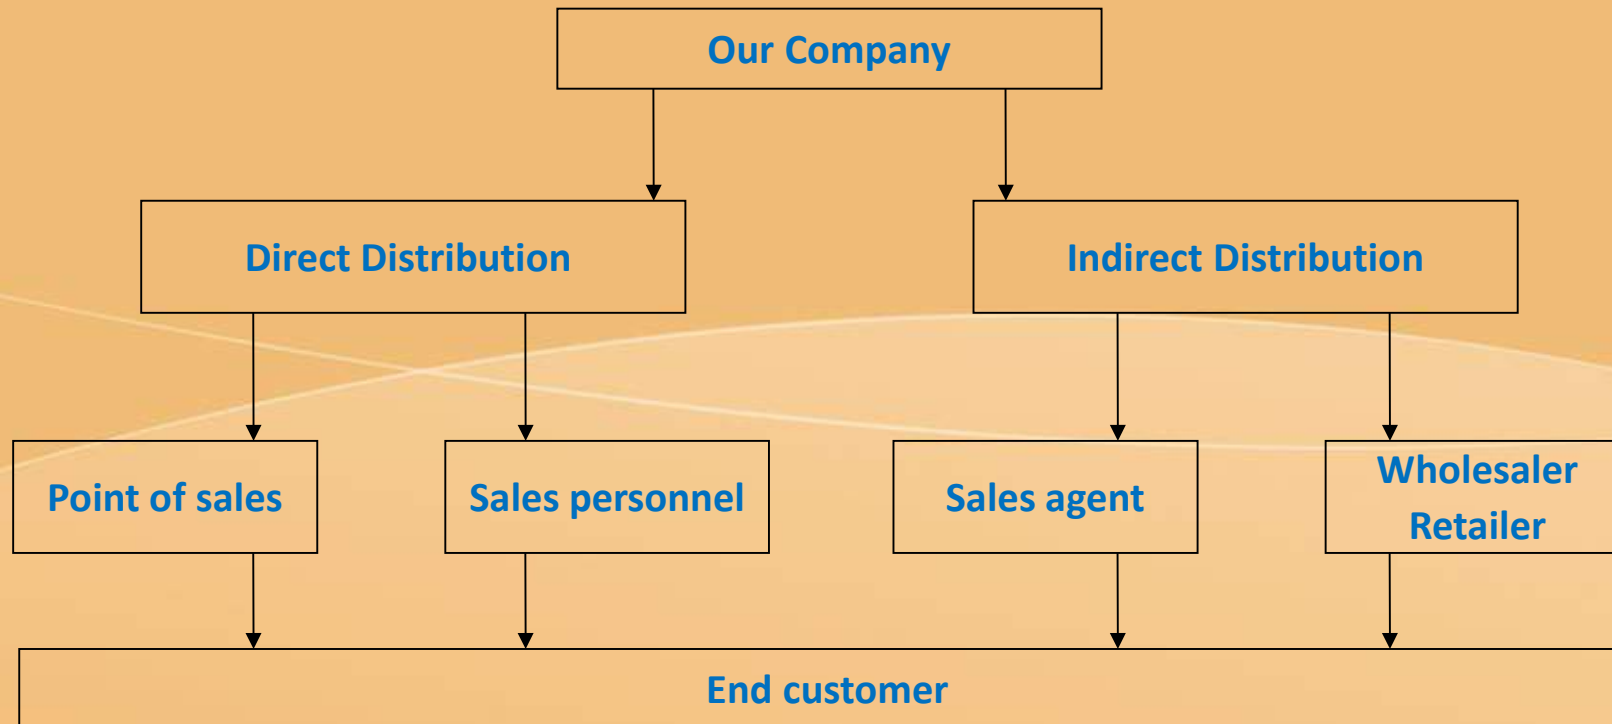 Our Company
Direct Distribution
Indirect Distribution
Point of sales
Sales personnel
Sales agent
Wholesaler
Retailer
End customer